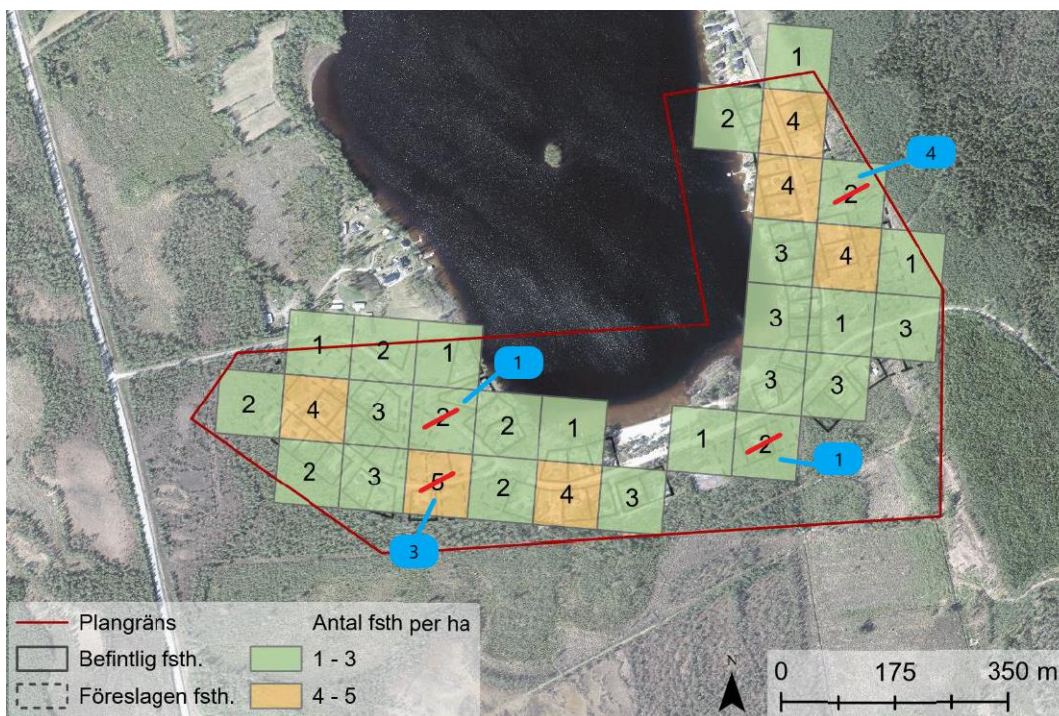 1
2 4
4 2 4
3 4 1
3 1 3
1 2 1 1 3 3
2 4 3 2 2 1 1 2 1
2 3 5 2 4 3
3
Plangräns Antal fsth per ha
Befintlig fsth. 1 - 3
Föreslagen fsth. 4 - 5
N
0 175 350 m